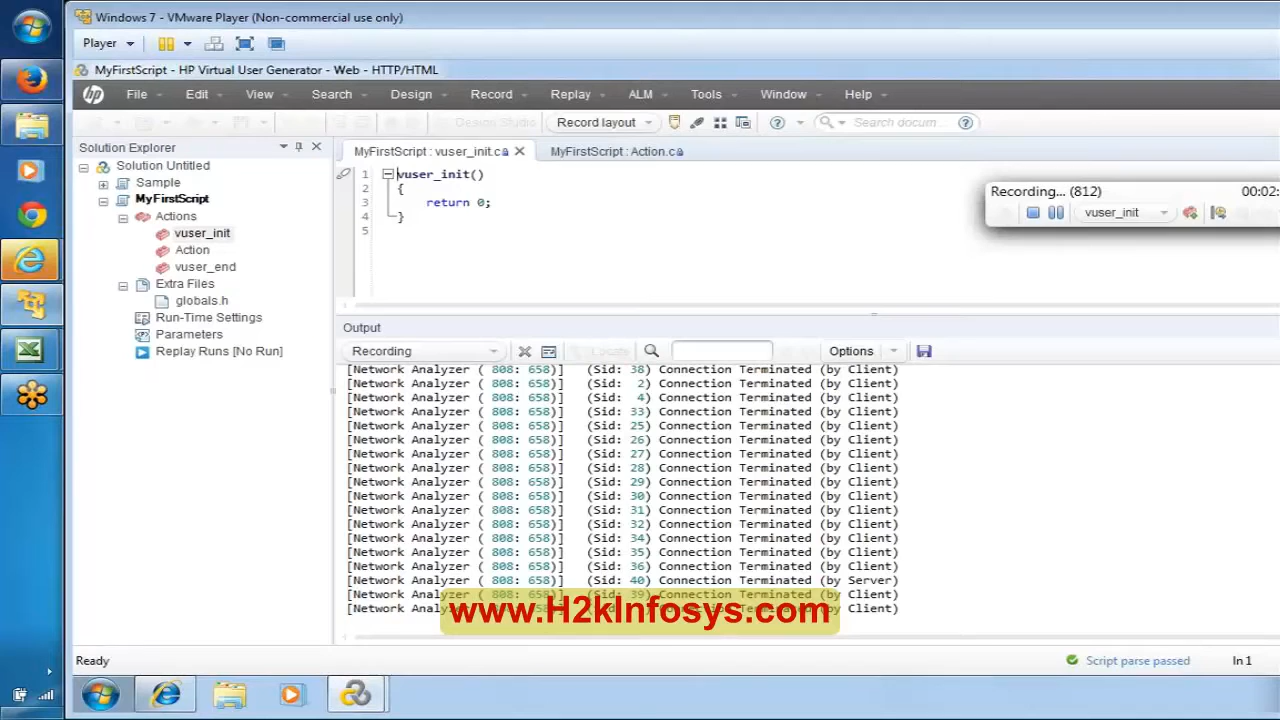 Windows 7 - VMware Player (Non-commercial use only)
Player
MyFirstScript - HP Virtual User Generator - Web - HTTP/HTML
hp File Edit View Search Design Record Replay ALM Tools Window Help
Design Studio Record layout Search docum...
Solution Explorer
Solution Untitled
Sample
MyFirstScript
Actions
vuser_init
Action
vuser_end
Extra Files
globals.h
Run-Time Settings
Parameters
Replay Runs [No Run]
MyFirstScript : vuser_init.c MyFirstScript : Action.c
1 vuser_init()
2 {
3 return 0;
4 }
5
Recording... (812) 00:02:
vuser_init
Output
Recording Locate Options
[Network Analyzer ( 808: 658)] (Sid: 38) Connection Terminated (by Client)
[Network Analyzer ( 808: 658)] (Sid: 2) Connection Terminated (by Client)
[Network Analyzer ( 808: 658)] (Sid: 4) Connection Terminated (by Client)
[Network Analyzer ( 808: 658)] (Sid: 33) Connection Terminated (by Client)
[Network Analyzer ( 808: 658)] (Sid: 25) Connection Terminated (by Client)
[Network Analyzer ( 808: 658)] (Sid: 26) Connection Terminated (by Client)
[Network Analyzer ( 808: 658)] (Sid: 27) Connection Terminated (by Client)
[Network Analyzer ( 808: 658)] (Sid: 28) Connection Terminated (by Client)
[Network Analyzer ( 808: 658)] (Sid: 29) Connection Terminated (by Client)
[Network Analyzer ( 808: 658)] (Sid: 30) Connection Terminated (by Client)
[Network Analyzer ( 808: 658)] (Sid: 31) Connection Terminated (by Client)
[Network Analyzer ( 808: 658)] (Sid: 32) Connection Terminated (by Client)
[Network Analyzer ( 808: 658)] (Sid: 34) Connection Terminated (by Client)
[Network Analyzer ( 808: 658)] (Sid: 35) Connection Terminated (by Client)
[Network Analyzer ( 808: 658)] (Sid: 36) Connection Terminated (by Client)
[Network Analyzer ( 808: 658)] (Sid: 40) Connection Terminated (by Server)
[Network Analyzer ( 808: 658)] (Sid: 39) Connection Terminated (by Client)
[Network Analy Client)
www.H2kInfosys.com
Ready Script parse passed ln 1